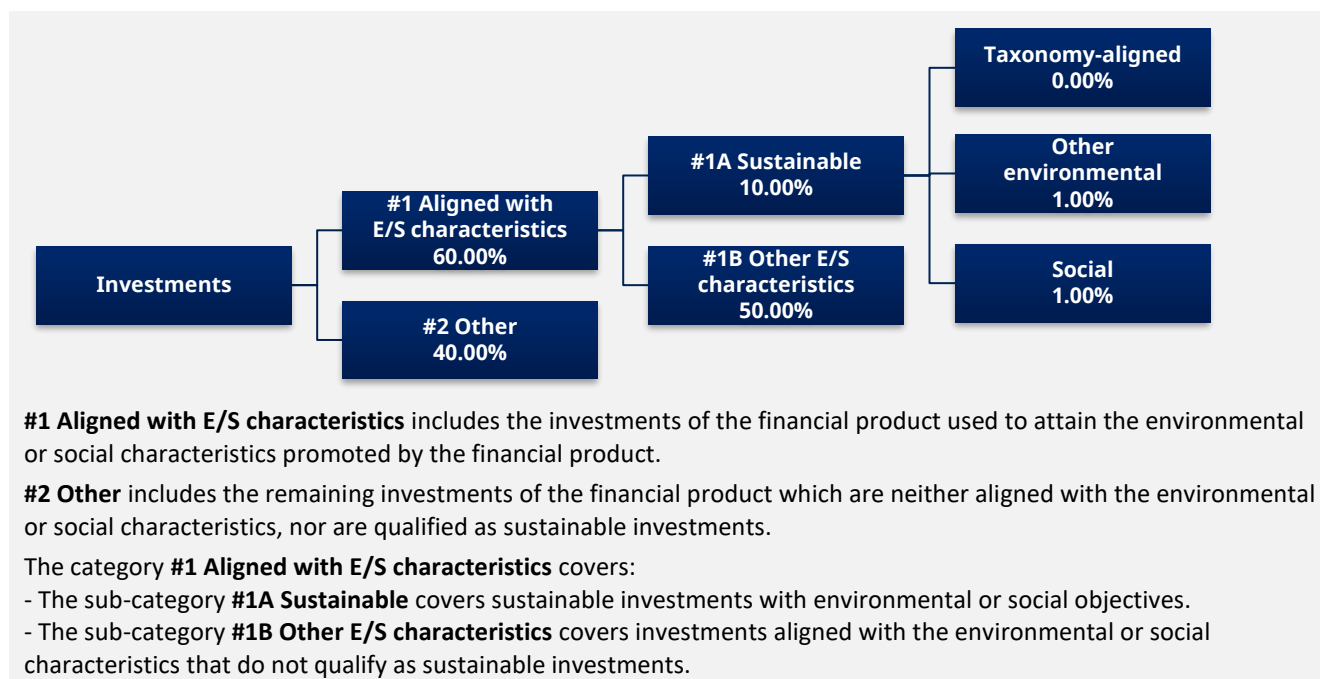 Investments
#1 Aligned with
E/S characteristics
60.00%
#2 Other
40.00%
#1A Sustainable
10.00%
#1B Other E/S
characteristics
50.00%
Taxonomy-aligned
0.00%
Other
environmental
1.00%
Social
1.00%
#1 Aligned with E/S characteristics includes the investments of the financial product used to attain the environmental
or social characteristics promoted by the financial product.
#2 Other includes the remaining investments of the financial product which are neither aligned with the environmental
or social characteristics, nor are qualified as sustainable investments.
The category #1 Aligned with E/S characteristics covers:
- The sub-category #1A Sustainable covers sustainable investments with environmental or social objectives.
- The sub-category #1B Other E/S characteristics covers investments aligned with the environmental or social
characteristics that do not qualify as sustainable investments.